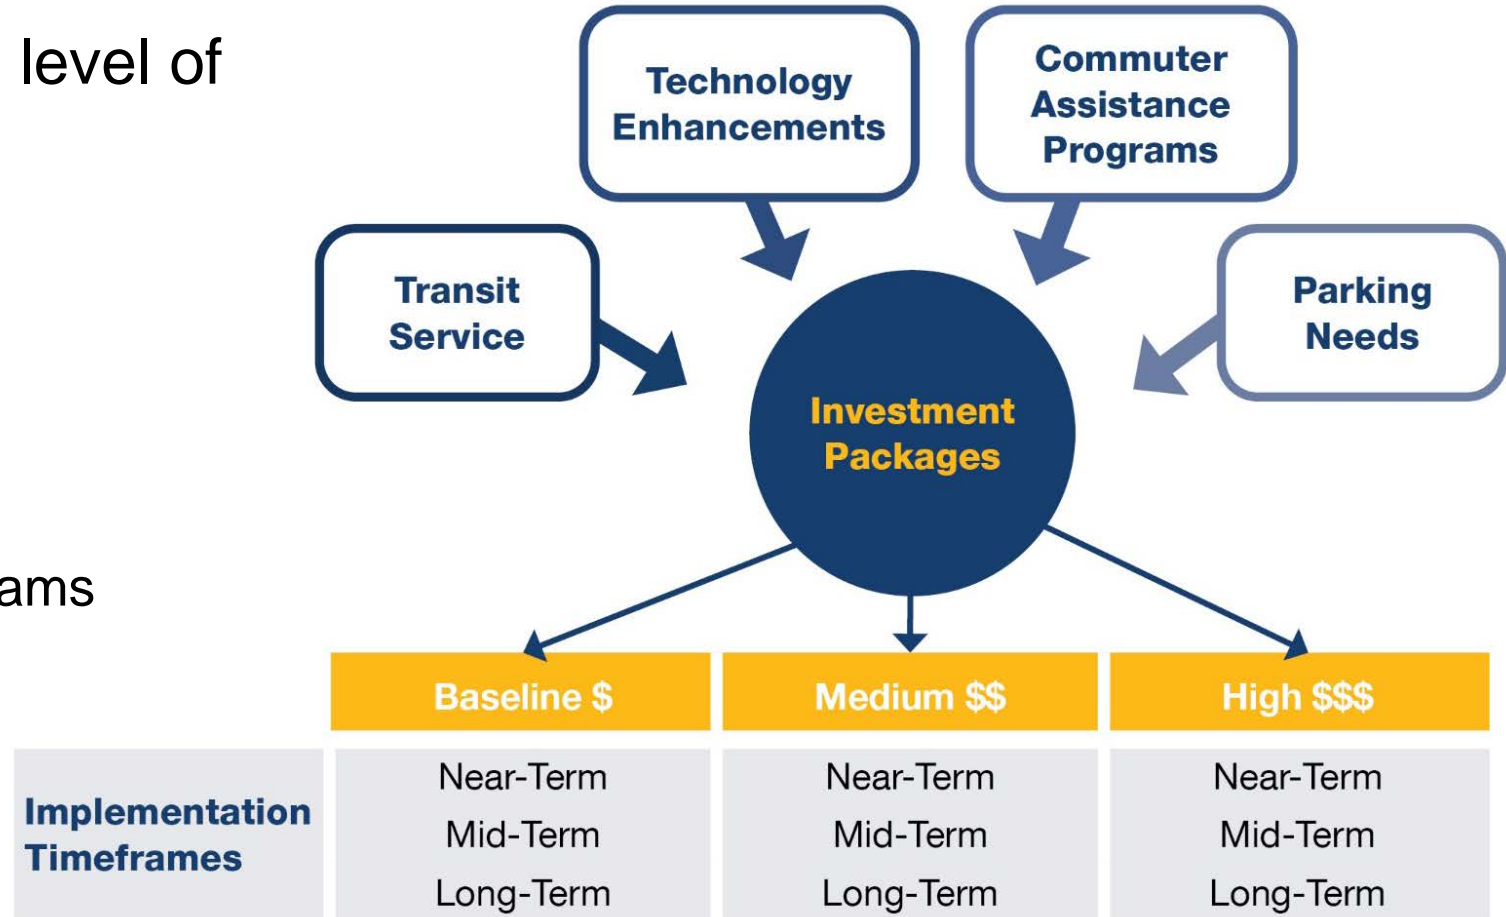 level of
Technology
Enhancements
Commuter
Assistance
Programs
Transit
Service
Parking
Needs
Investment
Packages
ams
Baseline $
Medium $$
High $$$
Implementation
Timeframes
Near-Term
Mid-Term
Long-Term
Near-Term
Mid-Term
Long-Term
Near-Term
Mid-Term
Long-Term